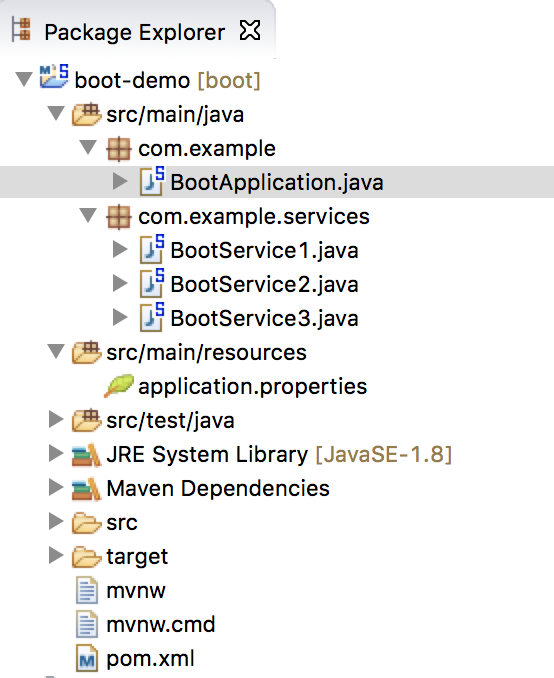 Package Explorer
boot-demo [boot]
src/main/java
com.example
BootApplication.java
com.example.services
BootService1.java
BootService2.java
BootService3.java
src/main/resources
application.properties
src/test/java
JRE System Library [JavaSE-1.8]
Maven Dependencies
src
target
mvnw
mvnw.cmd
pom.xml